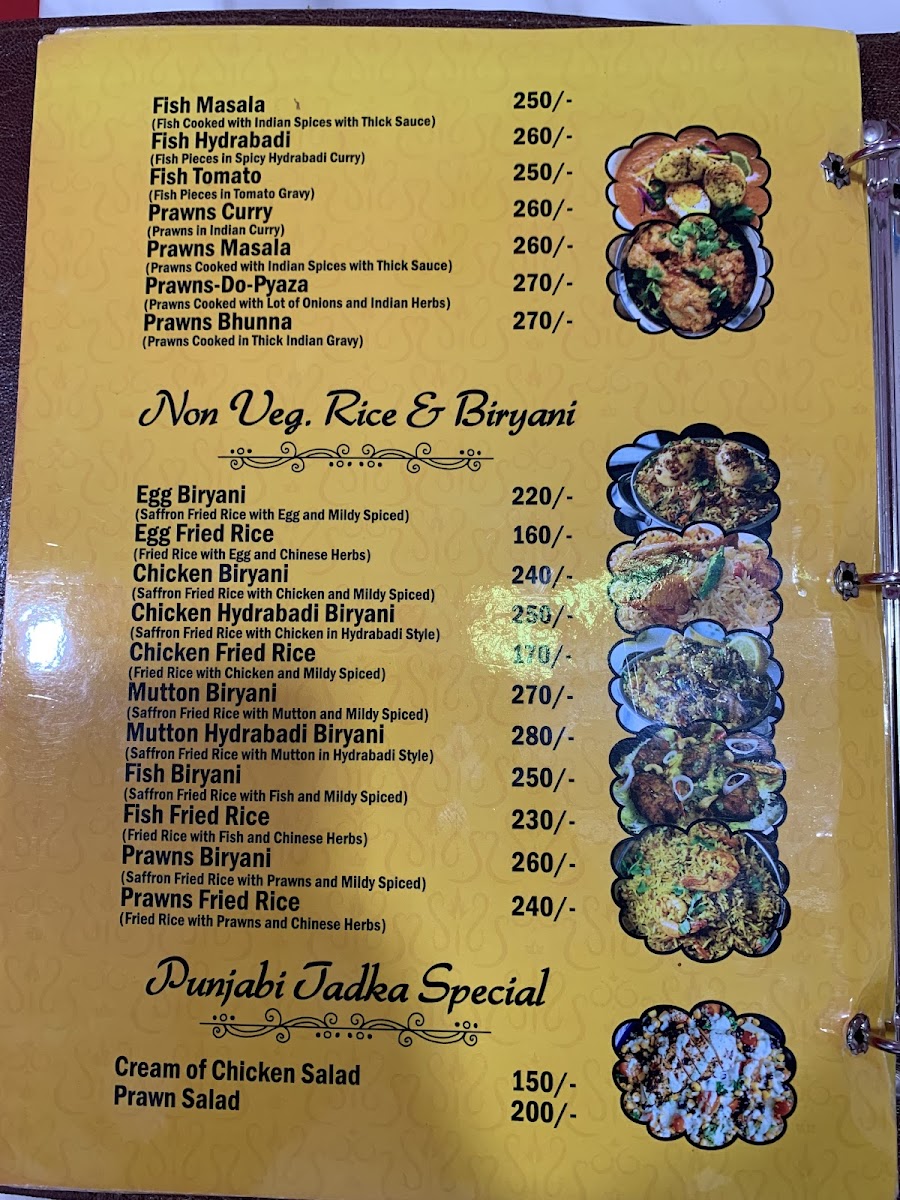 Fish Masala 250/-
(Fish Cooked with Indian Spices with Thick Sauce)
Fish Hydrabadi 260/-
(Fish Pieces in Spicy Hydrabadi Curry)
Fish Tomato 250/-
(Fish Pieces in Tomato Gravy)
Prawns Curry 260/-
(Prawns in Indian Curry)
Prawns Masala 260/-
(Prawns Cooked with Indian Spices with Thick Sauce)
Prawns-Do-Pyaza 270/-
(Prawns Cooked with Lot of Onions and Indian Herbs)
Prawns Bhunna 270/-
(Prawns Cooked in Thick Indian Gravy)
Non Veg. Rice & Biryani
Egg Biryani 220/-
(Saffron Fried Rice with Egg and Mildy Spiced)
Egg Fried Rice 160/-
(Fried Rice with Egg and Chinese Herbs)
Chicken Biryani 240/-
(Saffron Fried Rice with Chicken and Mildy Spiced)
Chicken Hydrabadi Biryani 250/-
(Saffron Fried Rice with Chicken in Hydrabadi Style)
Chicken Fried Rice 170/-
(Fried Rice with Chicken and Mildy Spiced)
Mutton Biryani 270/-
(Saffron Fried Rice with Mutton and Mildy Spiced)
Mutton Hydrabadi Biryani 280/-
(Saffron Fried Rice with Mutton in Hydrabadi Style)
Fish Biryani 250/-
(Saffron Fried Rice with Fish and Mildy Spiced)
Fish Fried Rice 230/-
(Fried Rice with Fish and Chinese Herbs)
Prawns Biryani 260/-
(Saffron Fried Rice with Prawns and Mildy Spiced)
Prawns Fried Rice 240/-
(Fried Rice with Prawns and Chinese Herbs)
Punjabi Tadka Special
Cream of Chicken Salad 150/-
Prawn Salad 200/-